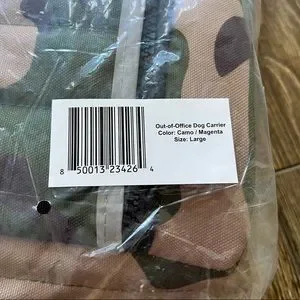 Out-of-Office Dog Carrier
Color: Camo / Magenta
Size: Large
8 50013 23426 4